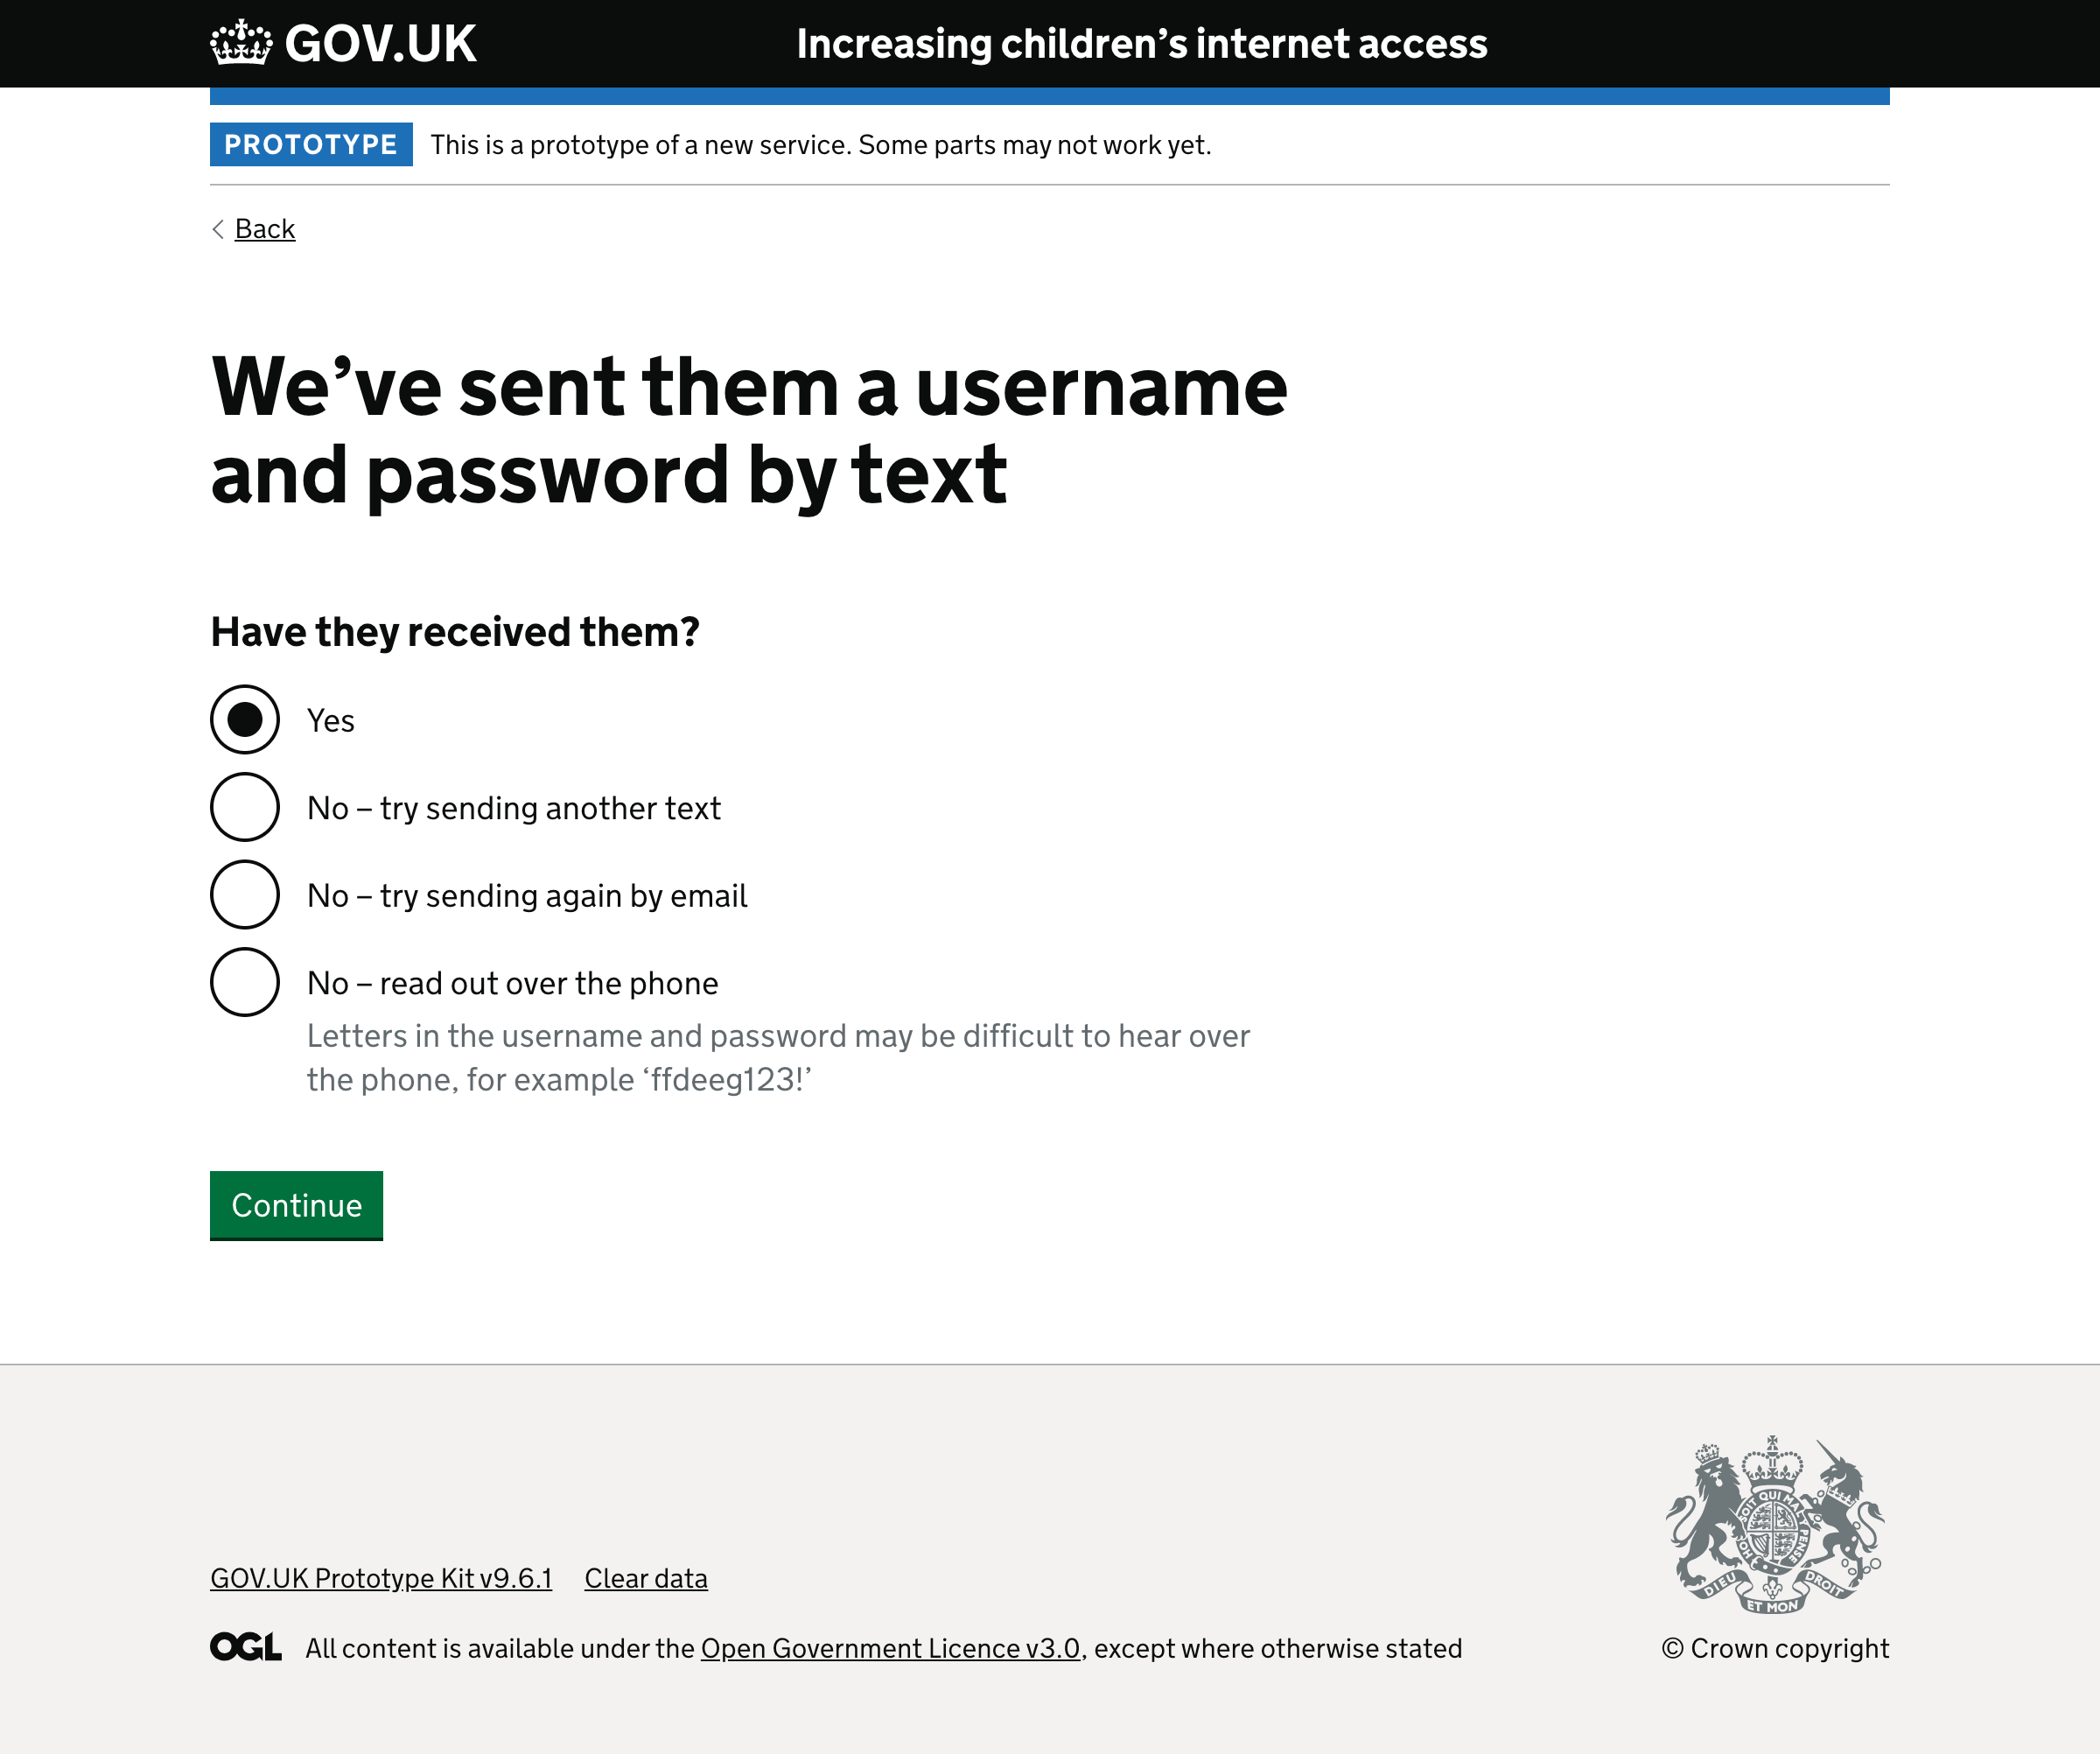 GOV.UK
Increasing children’s internet access
PROTOTYPE This is a prototype of a new service. Some parts may not work yet.
Back
We’ve sent them a username
and password by text
Have they received them?
Yes
No – try sending another text
No – try sending again by email
No – read out over the phone
Letters in the username and password may be difficult to hear over
the phone, for example ‘ffdeeg123!’
Continue
GOV.UK Prototype Kit v9.6.1 Clear data
DIEU ET MON DROIT
OGL All content is available under the Open Government Licence v3.0, except where otherwise stated
© Crown copyright